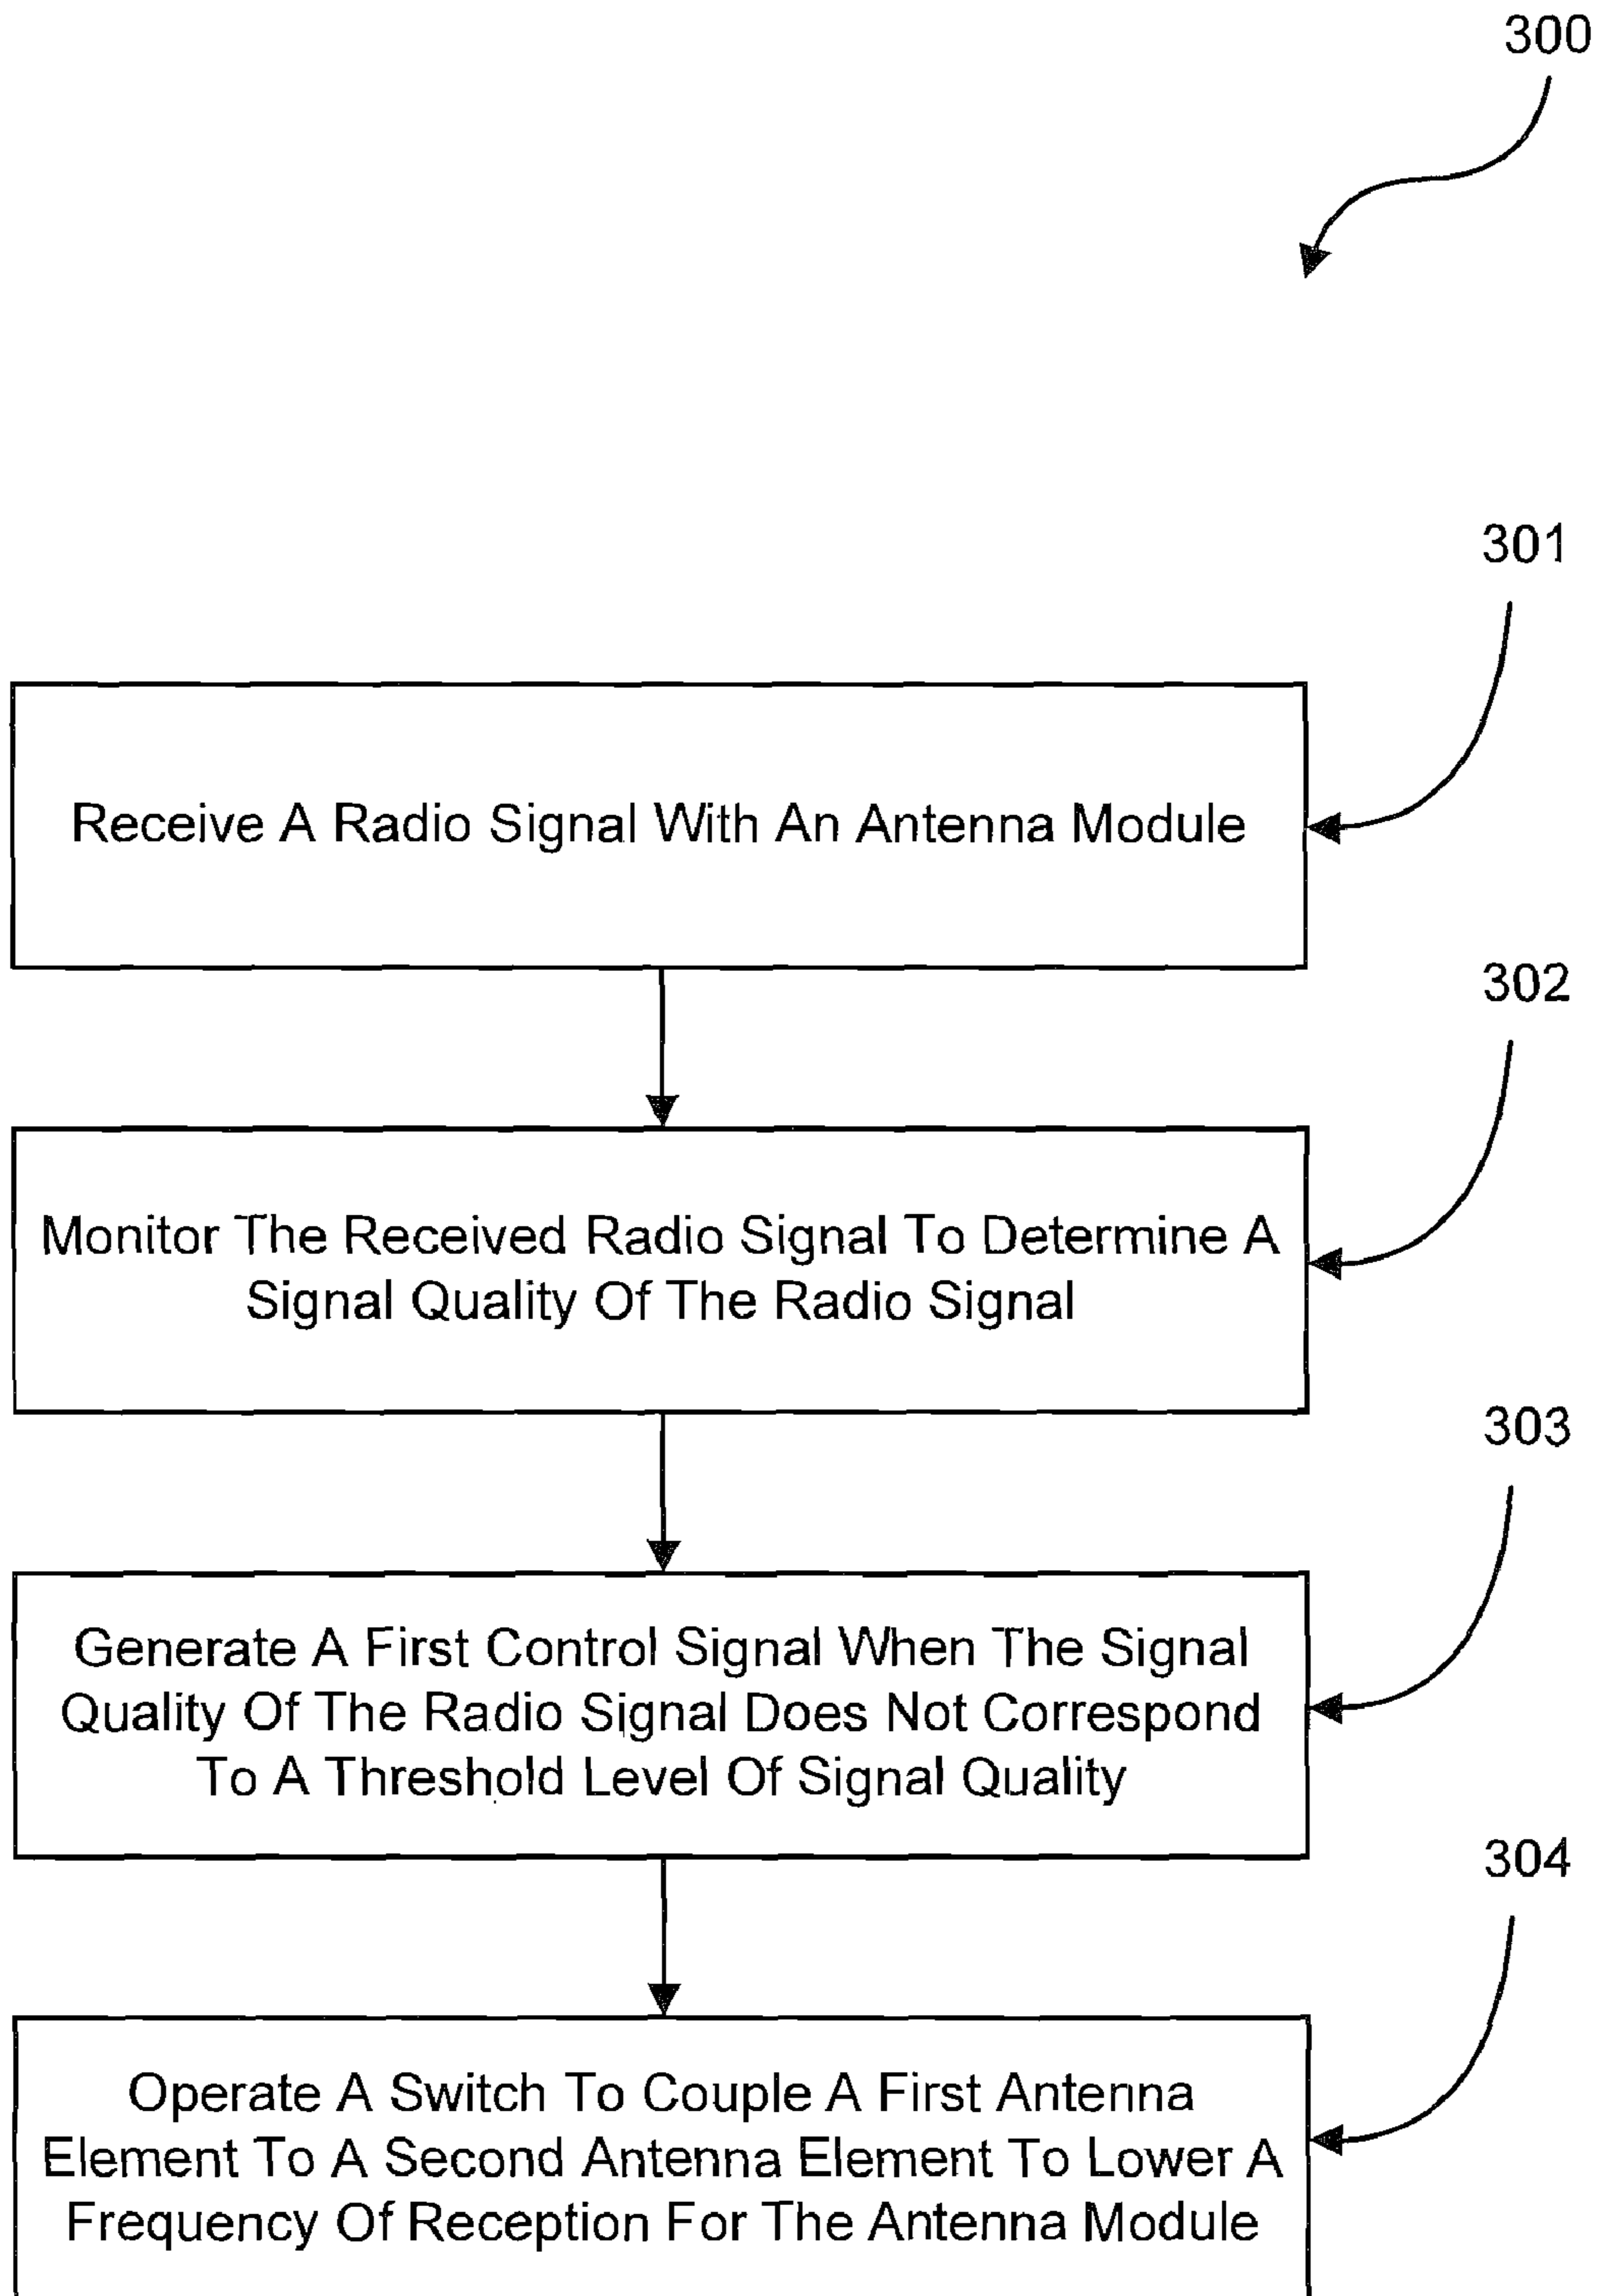 300
301
Receive A Radio Signal With An Antenna Module
302
Monitor The Received Radio Signal To Determine A
Signal Quality Of The Radio Signal
303
Generate A First Control Signal When The Signal
Quality Of The Radio Signal Does Not Correspond
To A Threshold Level Of Signal Quality
304
Operate A Switch To Couple A First Antenna
Element To A Second Antenna Element To Lower A
Frequency Of Reception For The Antenna Module